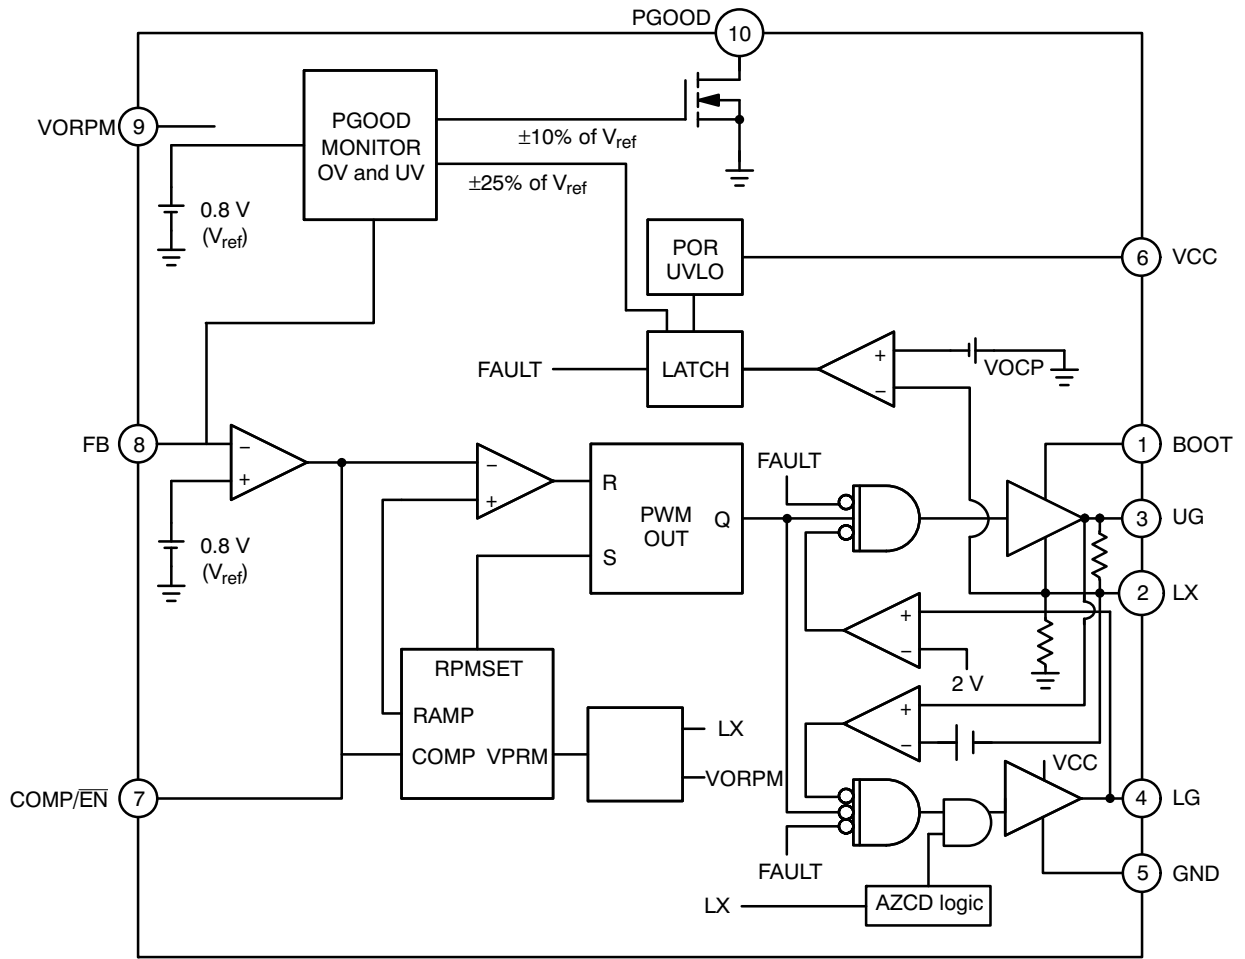 PGOOD
10
VORPM
9
PGOOD
MONITOR
OV and UV
±10% of Vref
±25% of Vref
0.8 V
(Vref)
POR
UVLO
6
VCC
FAULT
LATCH
+
−
VOCP
FB
8
−
+
0.8 V
(Vref)
−
+
R
S
PWM
OUT
Q
FAULT
1
BOOT
3
UG
2
LX
+
−
2 V
RPMSET
RAMP
COMP
VPRM
LX
VORPM
+
−
VCC
COMP/EN
7
4
LG
FAULT
5
GND
LX
AZCD logic